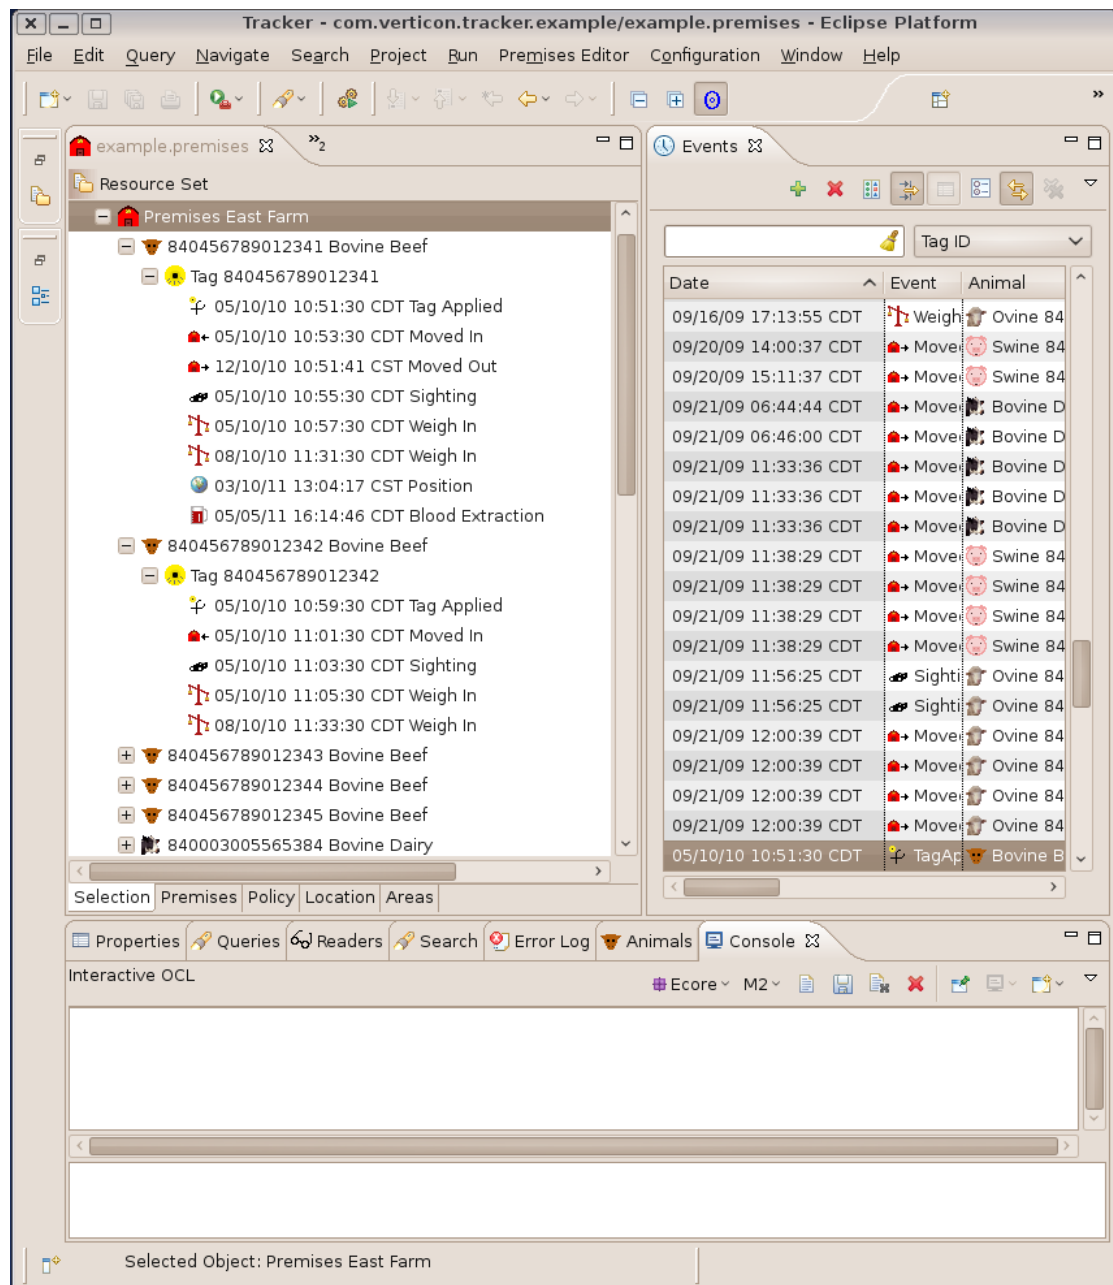 Tracker - com.verticon.tracker.example/example.premises - Eclipse Platform
File Edit Query Navigate Search Project Run Premises Editor Configuration Window Help
example.premises
»2
Resource Set
Premises East Farm
840456789012341 Bovine Beef
Tag 840456789012341
05/10/10 10:51:30 CDT Tag Applied
05/10/10 10:53:30 CDT Moved In
12/10/10 10:51:41 CST Moved Out
05/10/10 10:55:30 CDT Sighting
05/10/10 10:57:30 CDT Weigh In
08/10/10 11:31:30 CDT Weigh In
03/10/11 13:04:17 CST Position
05/05/11 16:14:46 CDT Blood Extraction
840456789012342 Bovine Beef
Tag 840456789012342
05/10/10 10:59:30 CDT Tag Applied
05/10/10 11:01:30 CDT Moved In
05/10/10 11:03:30 CDT Sighting
05/10/10 11:05:30 CDT Weigh In
08/10/10 11:33:30 CDT Weigh In
840456789012343 Bovine Beef
840456789012344 Bovine Beef
840456789012345 Bovine Beef
840003005565384 Bovine Dairy
Selection Premises Policy Location Areas
Events
Tag ID
Date Event Animal
09/16/09 17:13:55 CDT Weigh Ovine 84
09/20/09 14:00:37 CDT Move Swine 84
09/20/09 15:11:37 CDT Move Swine 84
09/21/09 06:44:44 CDT Move Bovine D
09/21/09 06:46:00 CDT Move Bovine D
09/21/09 11:33:36 CDT Move Bovine D
09/21/09 11:33:36 CDT Move Bovine D
09/21/09 11:33:36 CDT Move Bovine D
09/21/09 11:38:29 CDT Move Swine 84
09/21/09 11:38:29 CDT Move Swine 84
09/21/09 11:38:29 CDT Move Swine 84
09/21/09 11:38:29 CDT Move Swine 84
09/21/09 11:56:25 CDT Sighti Ovine 84
09/21/09 11:56:25 CDT Sighti Ovine 84
09/21/09 12:00:39 CDT Move Ovine 84
09/21/09 12:00:39 CDT Move Ovine 84
09/21/09 12:00:39 CDT Move Ovine 84
09/21/09 12:00:39 CDT Move Ovine 84
05/10/10 10:51:30 CDT TagAp Bovine B
Properties Queries Readers Search Error Log Animals Console
Interactive OCL
Ecore M2
Selected Object: Premises East Farm